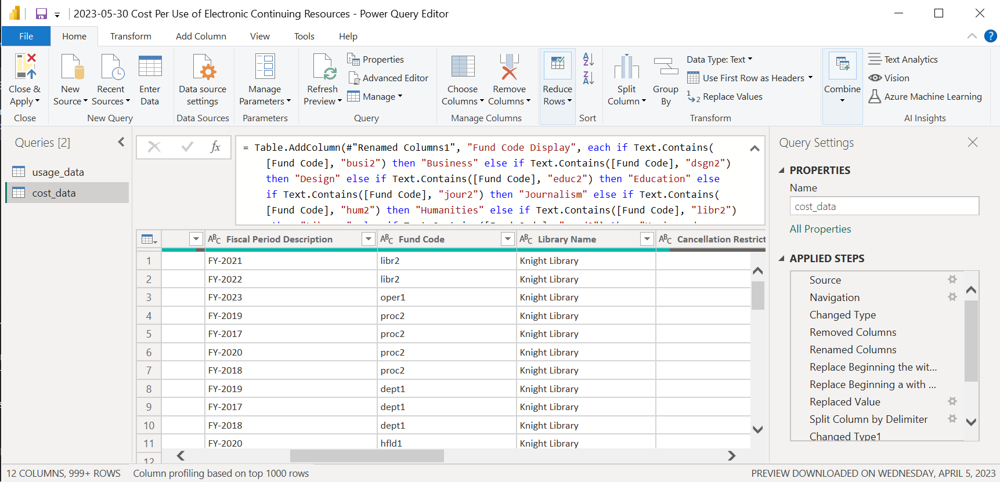 2023-05-30 Cost Per Use of Electronic Continuing Resources - Power Query Editor
File Home Transform Add Column View Tools Help ?
Close & Apply
New Source
Recent Sources
Enter Data
Data source settings
Manage Parameters
Refresh Preview
Properties
Advanced Editor
Manage
Choose Columns
Remove Columns
Reduce Rows
A Z
Z A
Split Column
Group By
Data Type: Text
Use First Row as Headers
1 2 Replace Values
Combine
Text Analytics
Vision
Azure Machine Learning
Close New Query Data Sources Parameters Query Manage Columns Sort Transform AI Insights
Queries [2]
usage_data
cost_data
fx
= Table.AddColumn(#"Renamed Columns1", "Fund Code Display", each if Text.Contains(
[Fund Code], "busi2") then "Business" else if Text.Contains([Fund Code], "dsgn2")
then "Design" else if Text.Contains([Fund Code], "educ2") then "Education" else
if Text.Contains([Fund Code], "jour2") then "Journalism" else if Text.Contains(
[Fund Code], "hum2") then "Humanities" else if Text.Contains([Fund Code], "libr2")
ABC Fiscal Period Description ABC Fund Code ABC Library Name ABC Cancellation Restrict
1 FY-2021 libr2 Knight Library
2 FY-2022 libr2 Knight Library
3 FY-2023 oper1 Knight Library
4 FY-2019 proc2 Knight Library
5 FY-2017 proc2 Knight Library
6 FY-2020 proc2 Knight Library
7 FY-2018 proc2 Knight Library
8 FY-2019 dept1 Knight Library
9 FY-2017 dept1 Knight Library
10 FY-2018 dept1 Knight Library
11 FY-2020 hfld1 Knight Library
12
Query Settings
PROPERTIES
Name
cost_data
All Properties
APPLIED STEPS
Source
Navigation
Changed Type
Removed Columns
Renamed Columns
Replace Beginning the wit...
Replace Beginning a with ...
Replaced Value
Split Column by Delimiter
Changed Type1
12 COLUMNS, 999+ ROWS Column profiling based on top 1000 rows PREVIEW DOWNLOADED ON WEDNESDAY, APRIL 5, 2023